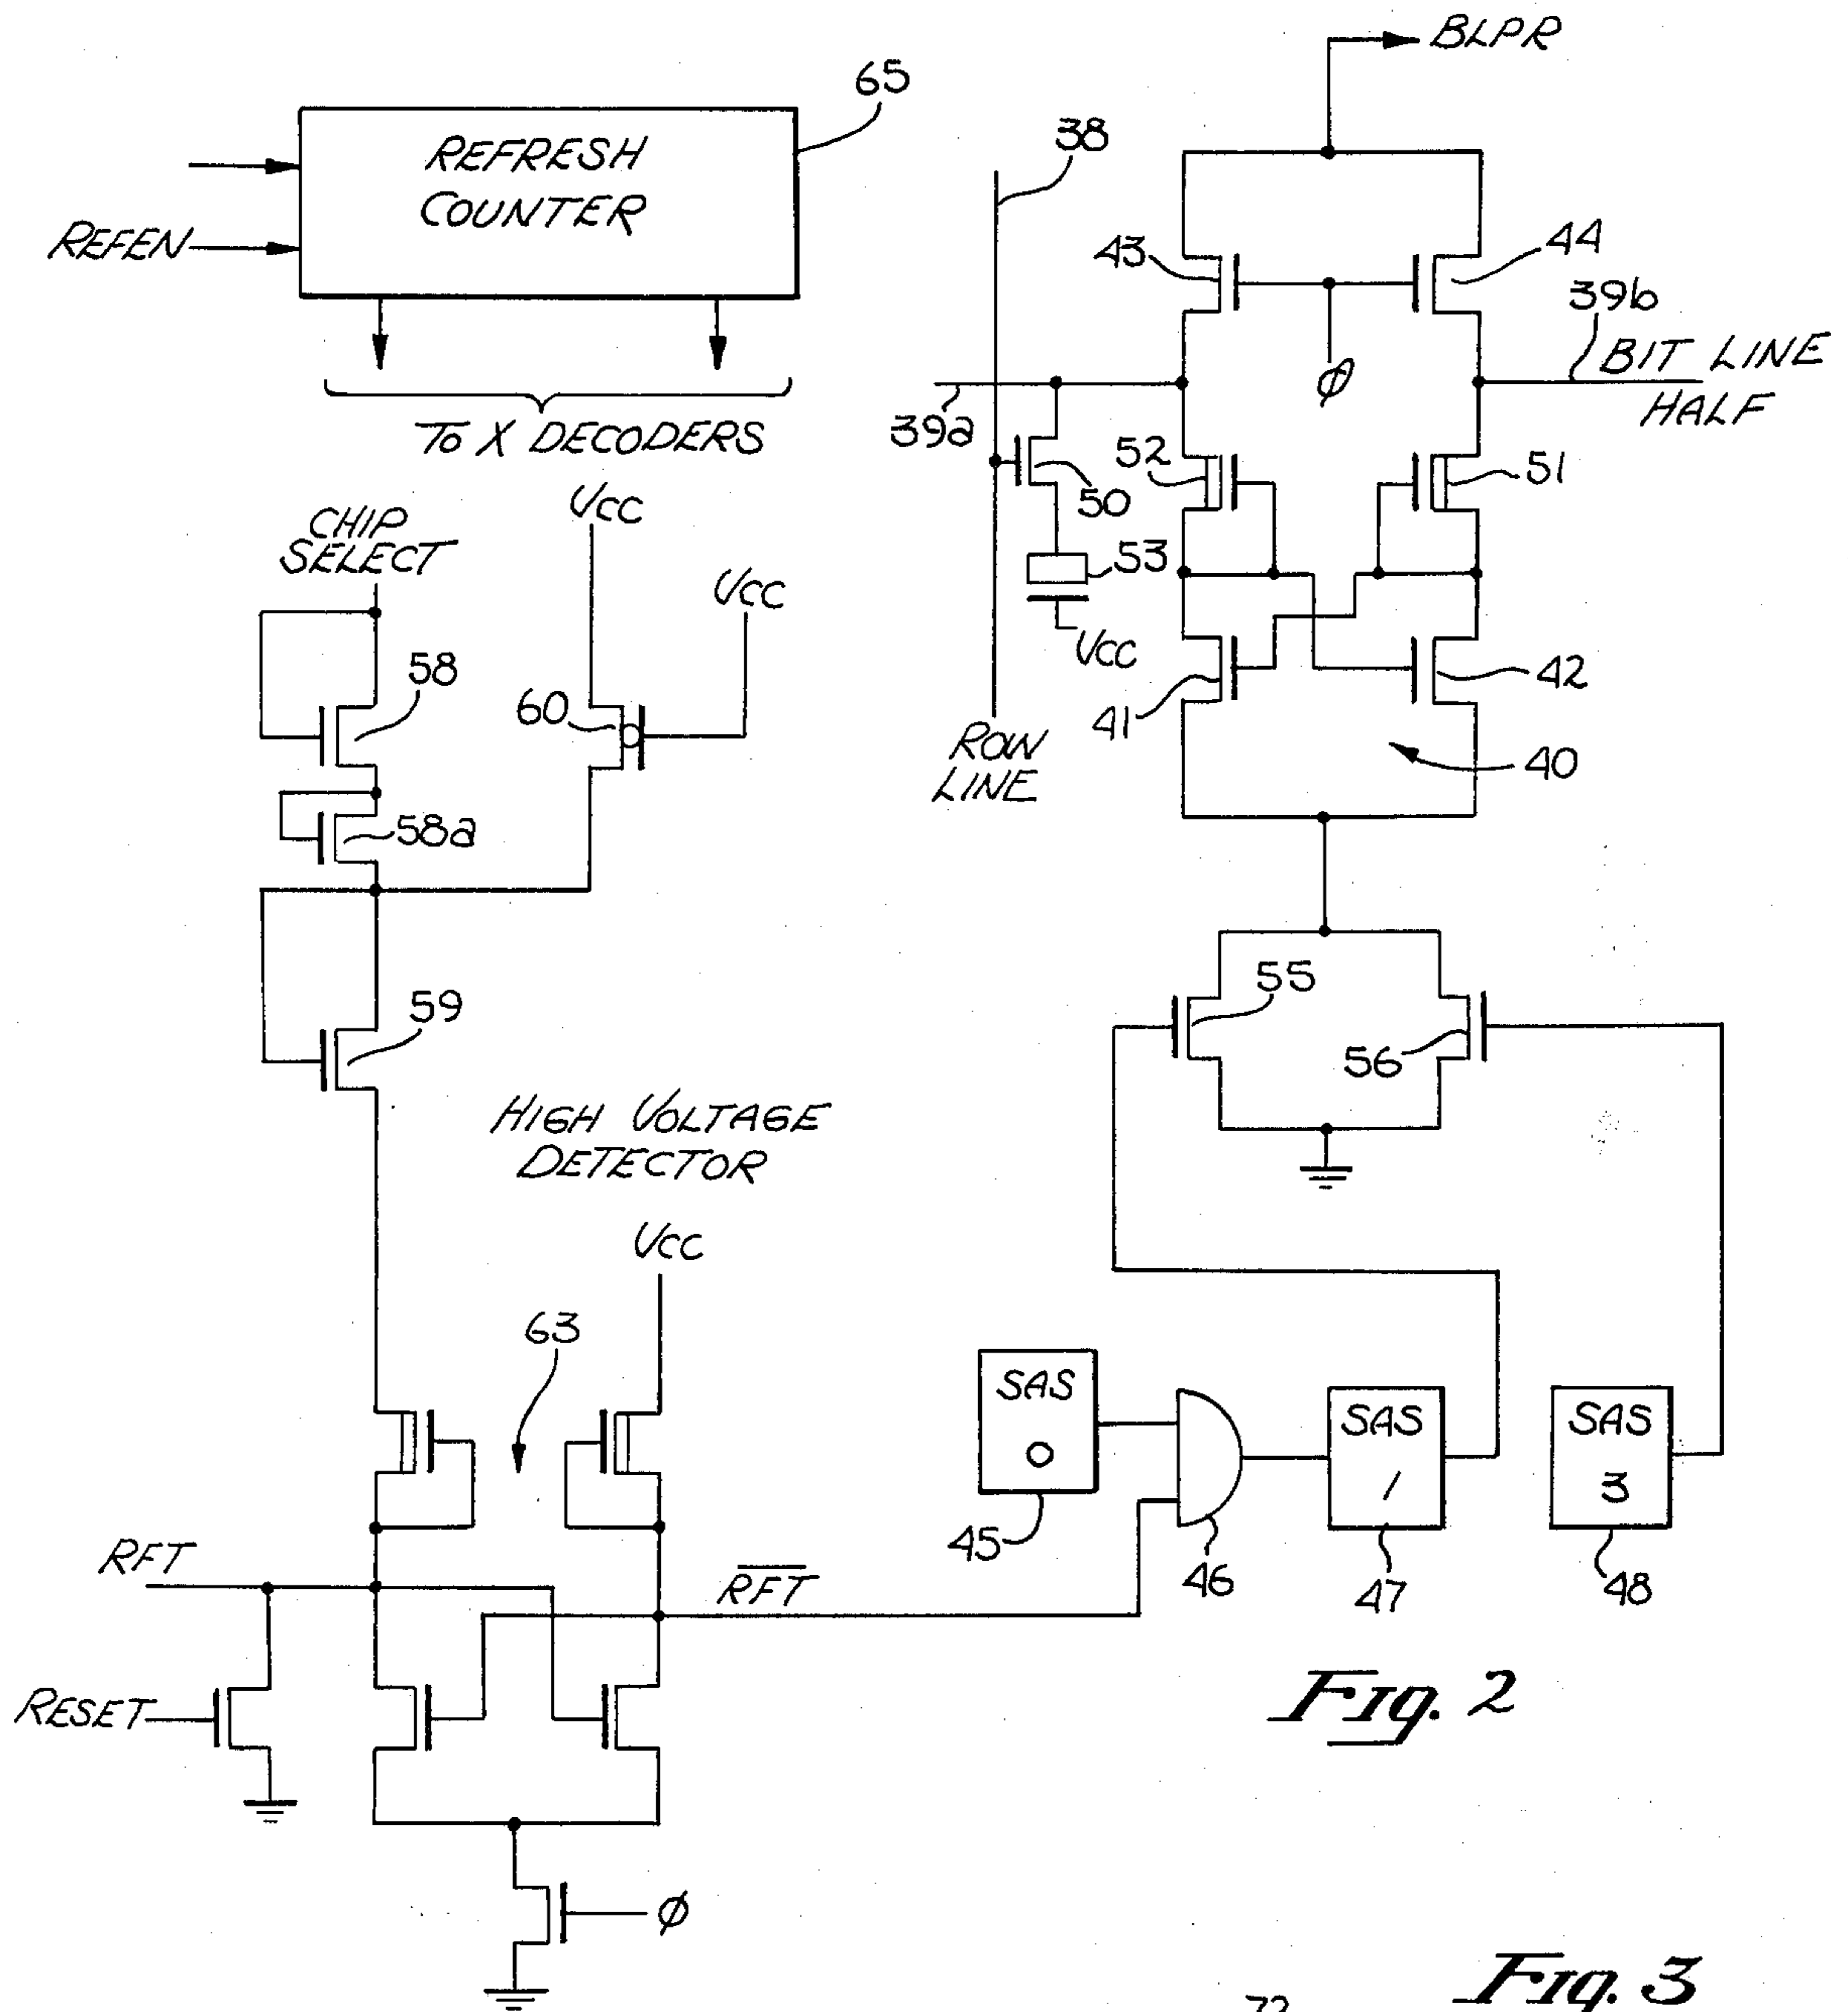 BLPR
65
REFRESH
COUNTER
38
REFEN
43
44
39b
BIT LINE
HALF
φ
39a
To X DECODERS
52
51
50
VCC
CHIP
SELECT
53
VCC
VCC
58
60
41
42
ROW
LINE
40
58a
55
59
56
HIGH VOLTAGE
DETECTOR
VCC
63
SAS
0
SAS
1
SAS
3
45
46
47
48
RFT
R̅F̅T̅
RESET
Fig. 2
φ
Fig. 3
72